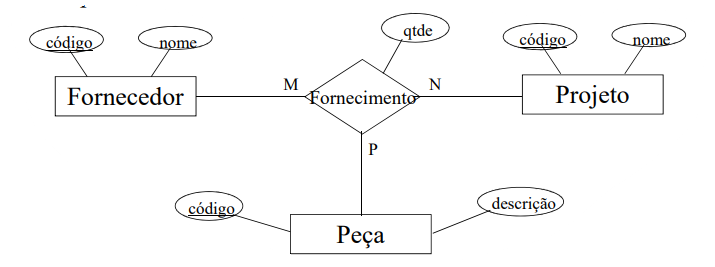 código
nome
qtde
código
nome
Fornecedor
M
Fornecimento
N
Projeto
P
código
descrição
Peça